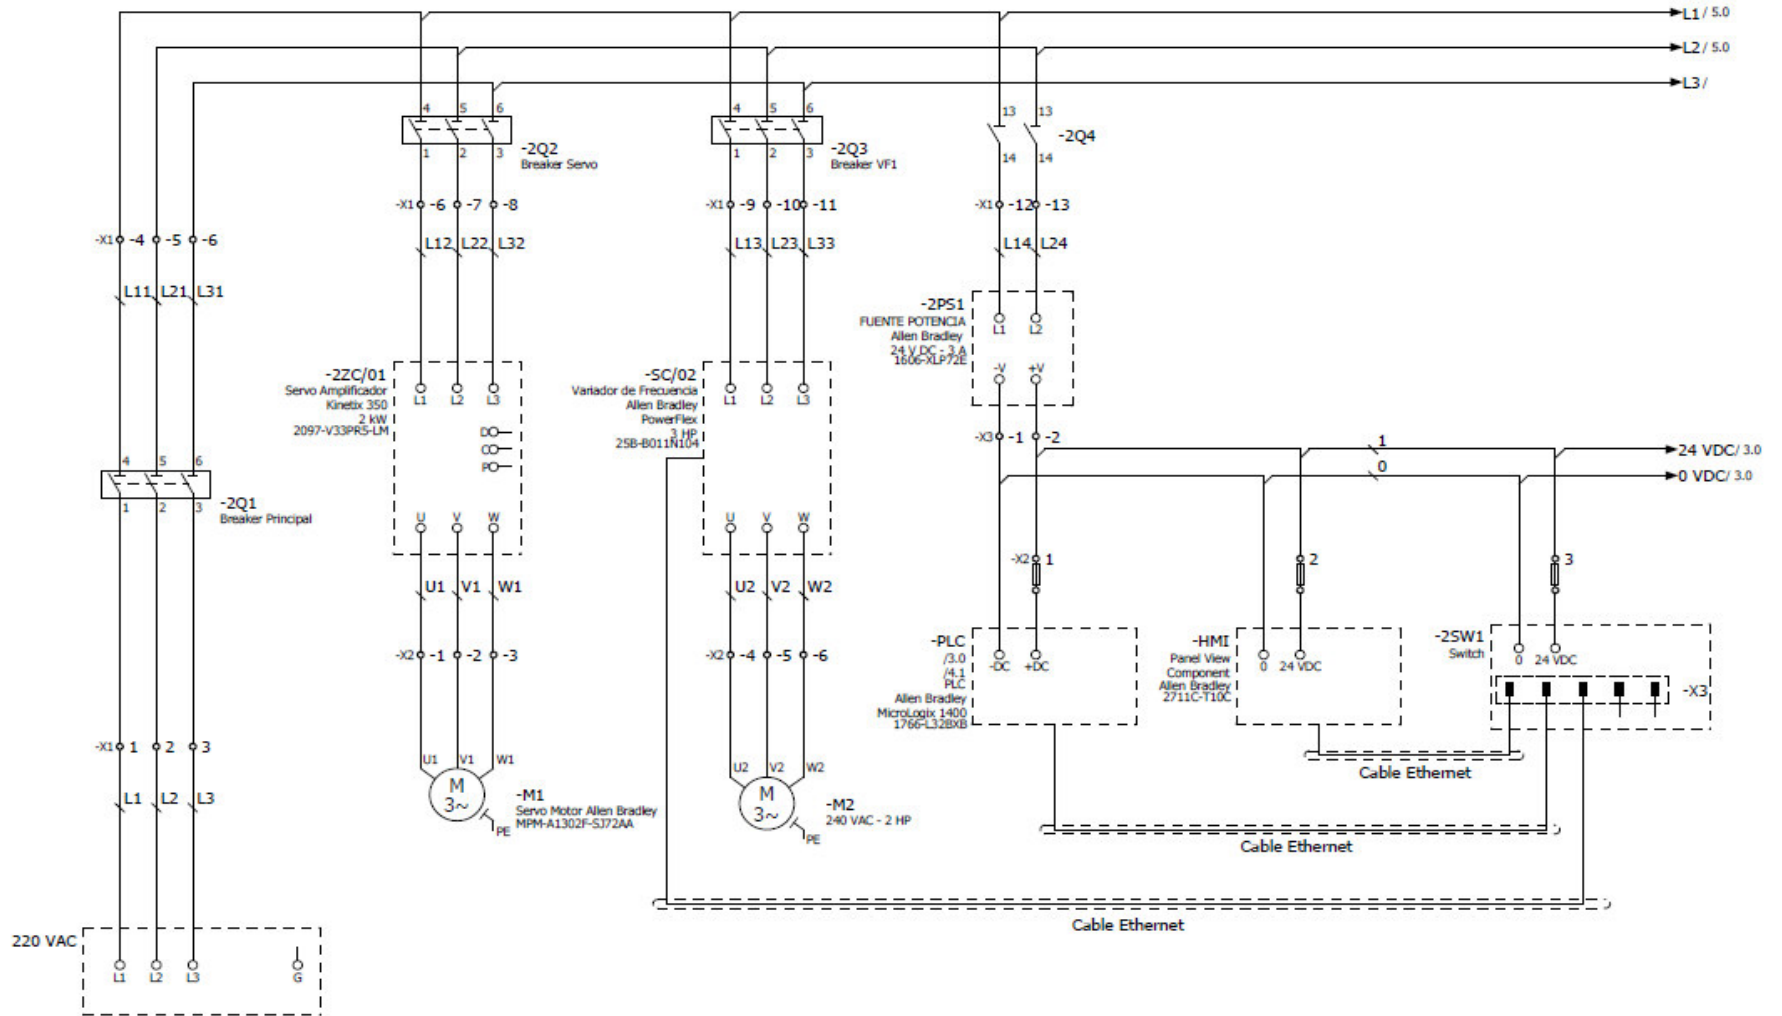 L1 / 5.0
L2 / 5.0
L3 /
4 5 6
1 2 3
-2Q2
Breaker Servo
4 5 6
1 2 3
-2Q3
Breaker VF1
13 13
14 14
-2Q4
-X1 -6 -7 -8
-X1 -9 -10 -11
-X1 -12 -13
-X1 -4 -5 -6
L12 L22 L32
L13 L23 L33
L14 L24
L11 L21 L31
-2PS1
FUENTE POTENCIA
Allen Bradley
24 V DC - 3 A
1606-XLP72E
L1 L2
-V +V
-2ZC/01
Servo Amplificador
Kinetix 350
2 kW
2097-V33PR5-LM
L1 L2 L3
DO
CO
PO
U V W
-SC/02
Variador de Frecuencia
Allen Bradley
PowerFlex
3 HP
25B-B011N104
L1 L2 L3
U V W
-X3 -1 -2
1
0
24 VDC/ 3.0
0 VDC/ 3.0
4 5 6
1 2 3
-2Q1
Breaker Principal
-X2 1
2
3
U1 V1 W1
U2 V2 W2
-X2 -1 -2 -3
-X2 -4 -5 -6
-PLC
/3.0
/4.1
PLC
Allen Bradley
MicroLogix 1400
1766-L32BXB
-DC +DC
-HMI
Panel View
Component
Allen Bradley
2711C-T10C
0 24 VDC
-2SW1
Switch
0 24 VDC
-X3
-X1 1 2 3
L1 L2 L3
U1 V1 W1
M
3~
-M1
Servo Motor Allen Bradley
MPM-A1302F-SJ72AA
PE
U2 V2 W2
M
3~
-M2
240 VAC - 2 HP
PE
Cable Ethernet
Cable Ethernet
Cable Ethernet
220 VAC
L1 L2 L3 G